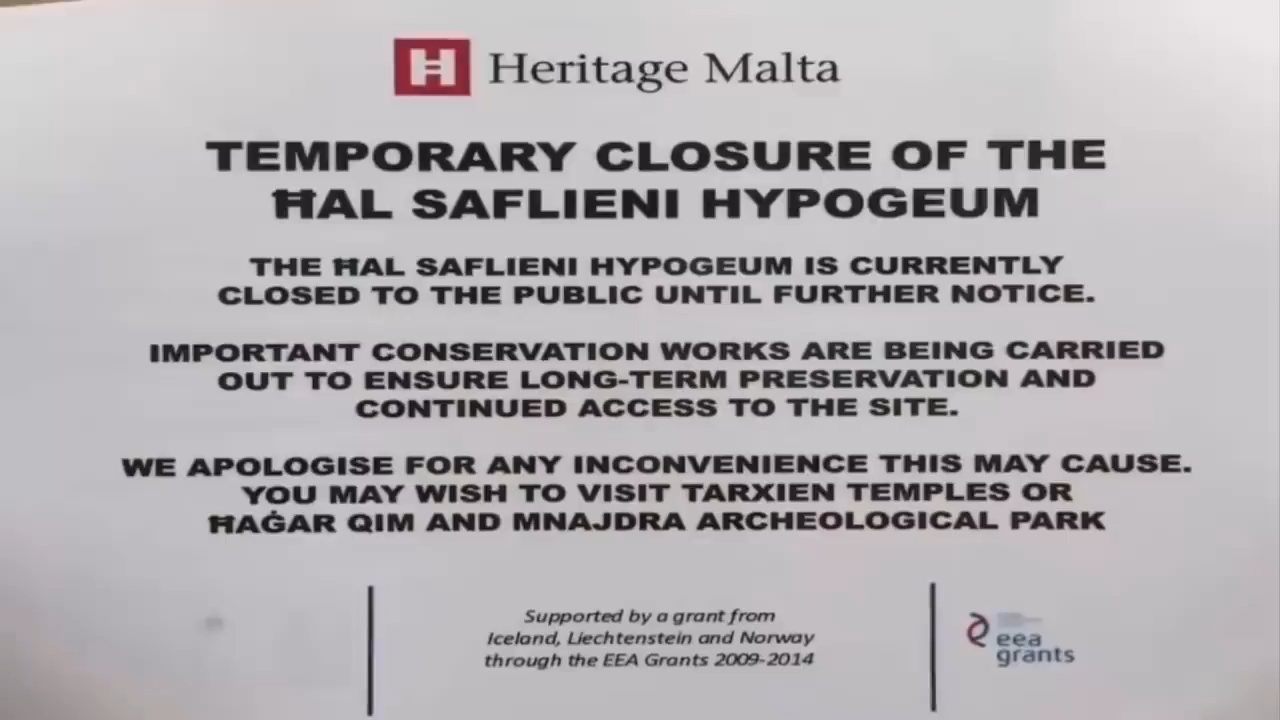 Heritage Malta
TEMPORARY CLOSURE OF THE
ĦAL SAFLIENI HYPOGEUM
THE ĦAL SAFLIENI HYPOGEUM IS CURRENTLY
CLOSED TO THE PUBLIC UNTIL FURTHER NOTICE.
IMPORTANT CONSERVATION WORKS ARE BEING CARRIED
OUT TO ENSURE LONG-TERM PRESERVATION AND
CONTINUED ACCESS TO THE SITE.
WE APOLOGISE FOR ANY INCONVENIENCE THIS MAY CAUSE.
YOU MAY WISH TO VISIT TARXIEN TEMPLES OR
ĦAĠAR QIM AND MNAJDRA ARCHEOLOGICAL PARK
Supported by a grant from
Iceland, Liechtenstein and Norway
through the EEA Grants 2009-2014
eea
grants